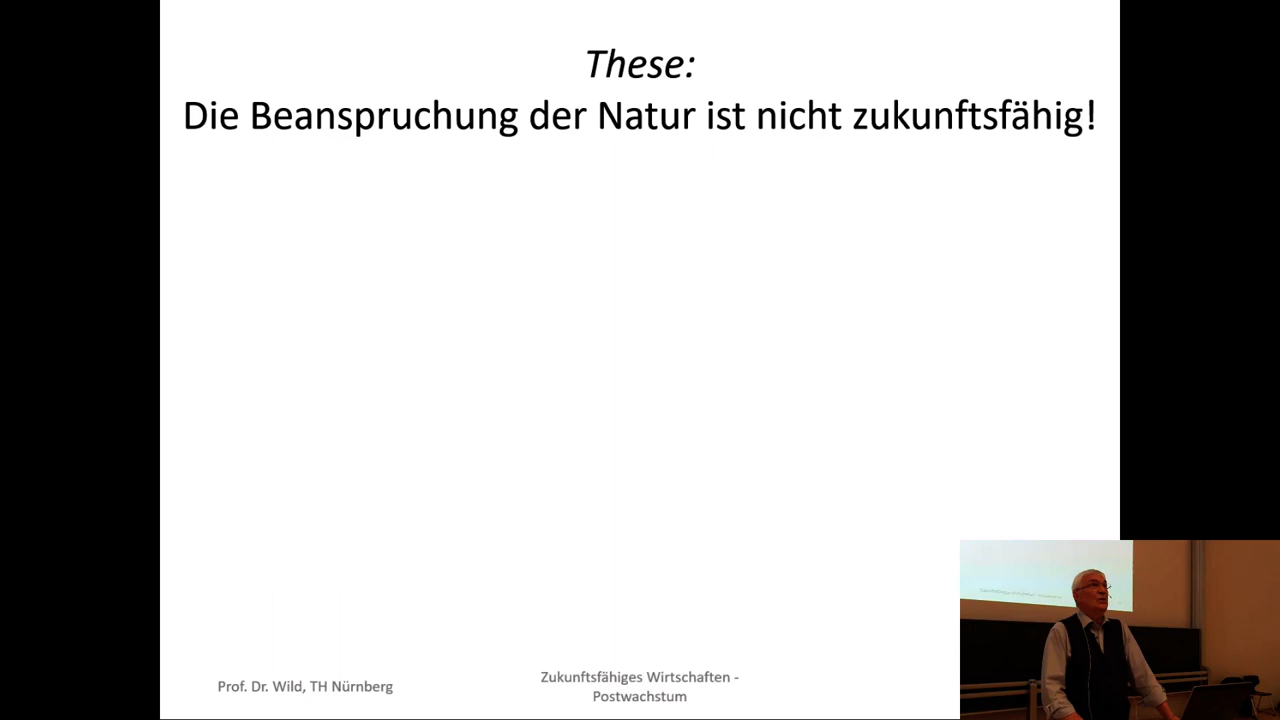 These:
Die Beanspruchung der Natur ist nicht zukunftsfähig!
Prof. Dr. Wild, TH Nürnberg
Zukunftsfähiges Wirtschaften -
Postwachstum